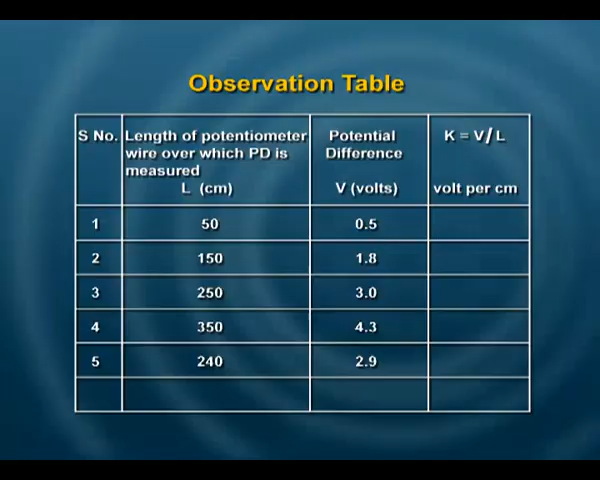 Observation Table
S No. Length of potentiometer Potential K = V/L
wire over which PD is Difference
measured
L (cm) V (volts) volt per cm
1 50 0.5
2 150 1.8
3 250 3.0
4 350 4.3
5 240 2.9